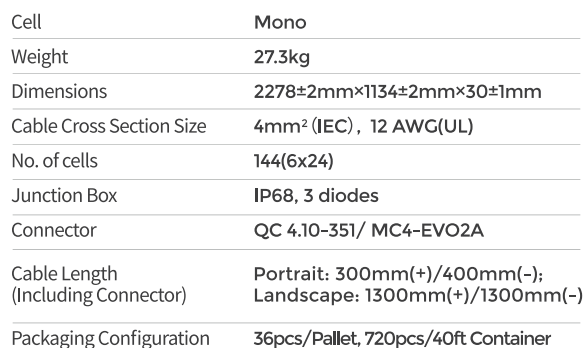 Cell Mono
Weight 27.3kg
Dimensions 2278±2mm×1134±2mm×30±1mm
Cable Cross Section Size 4mm² (IEC) , 12 AWG(UL)
No. of cells 144(6x24)
Junction Box IP68, 3 diodes
Connector QC 4.10-351/ MC4-EVO2A
Cable Length Portrait: 300mm(+)/400mm(-);
(Including Connector) Landscape: 1300mm(+)/1300mm(-)
Packaging Configuration 36pcs/Pallet, 720pcs/40ft Container